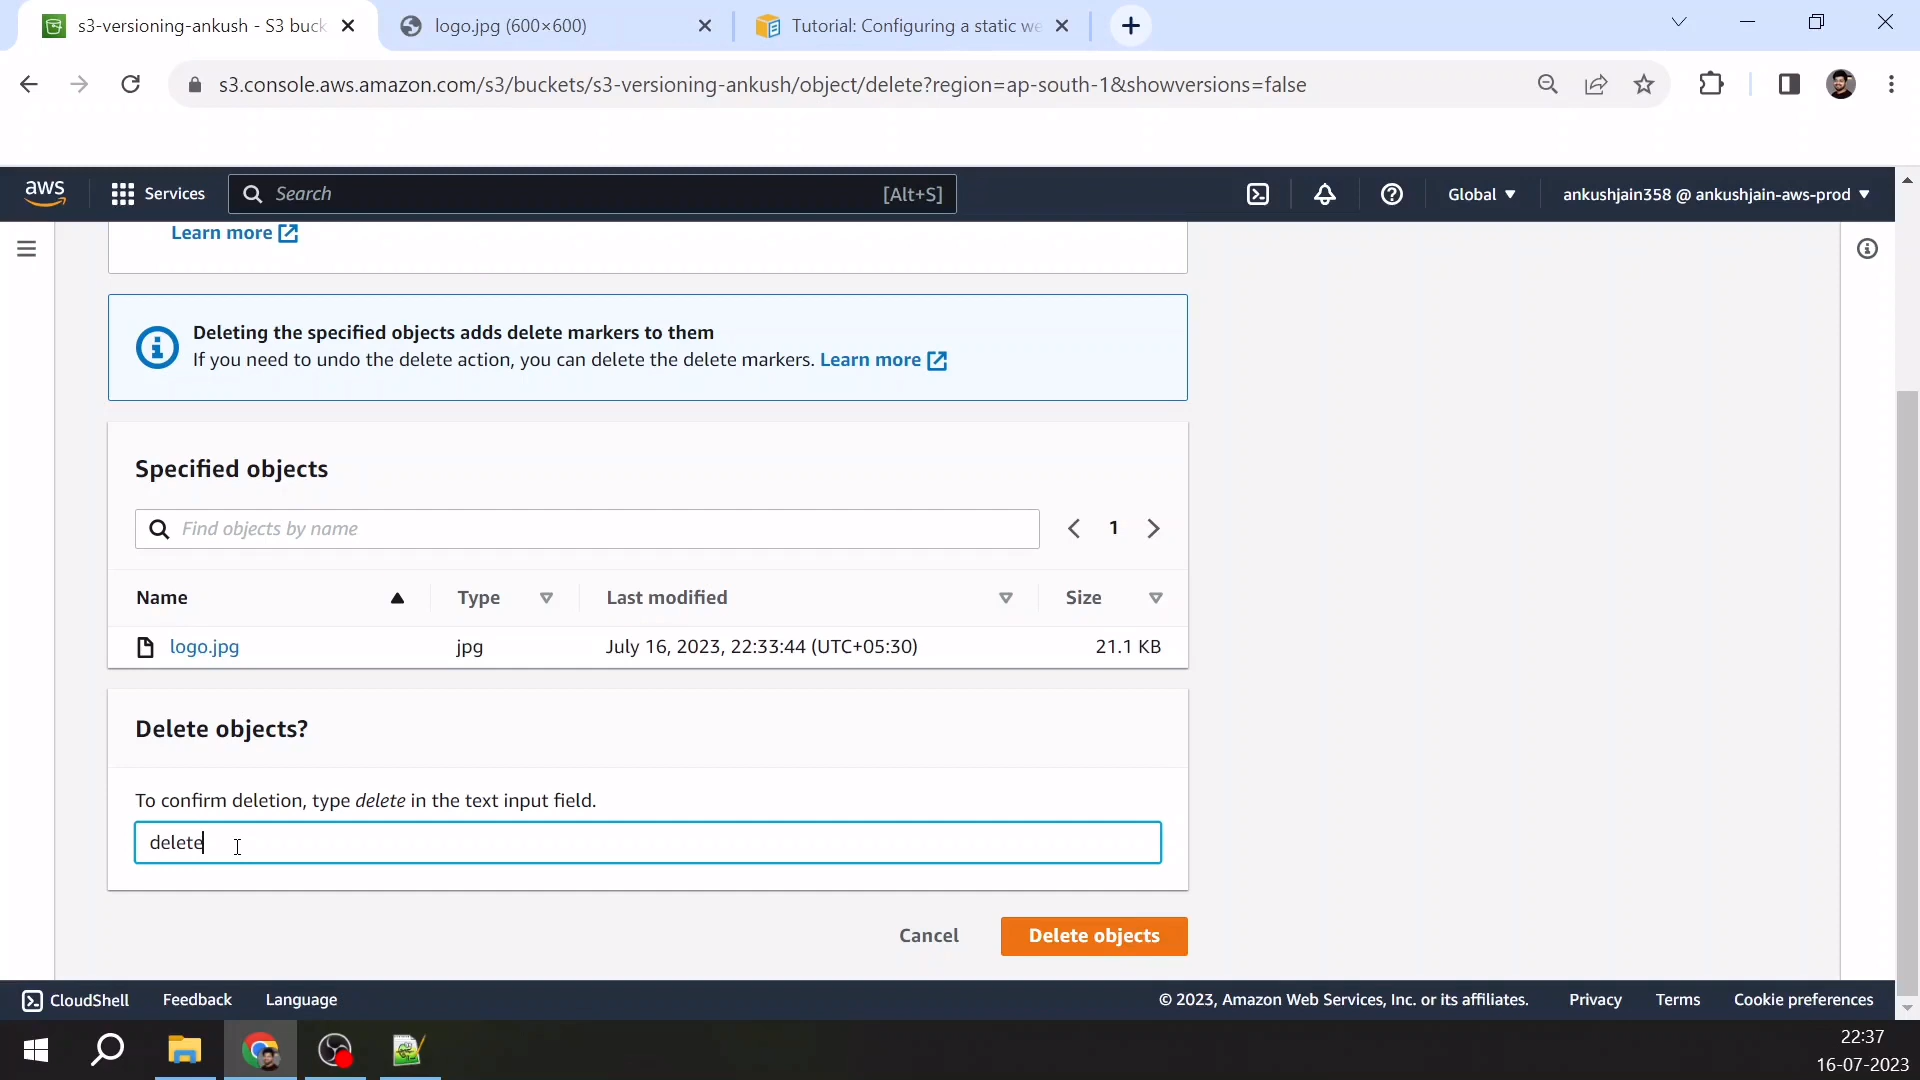 s3-versioning-ankush - S3 buck
logo.jpg (600×600)
Tutorial: Configuring a static we
s3.console.aws.amazon.com/s3/buckets/s3-versioning-ankush/object/delete?region=ap-south-1&showversions=false
aws
Services
Search
[Alt+S]
Global
ankushjain358 @ ankushjain-aws-prod
Learn more
Deleting the specified objects adds delete markers to them
If you need to undo the delete action, you can delete the delete markers. Learn more
Specified objects
Find objects by name
1
Name
Type
Last modified
Size
logo.jpg
jpg
July 16, 2023, 22:33:44 (UTC+05:30)
21.1 KB
Delete objects?
To confirm deletion, type delete in the text input field.
delete
Cancel
Delete objects
CloudShell
Feedback
Language
© 2023, Amazon Web Services, Inc. or its affiliates.
Privacy
Terms
Cookie preferences
22:37
16-07-2023